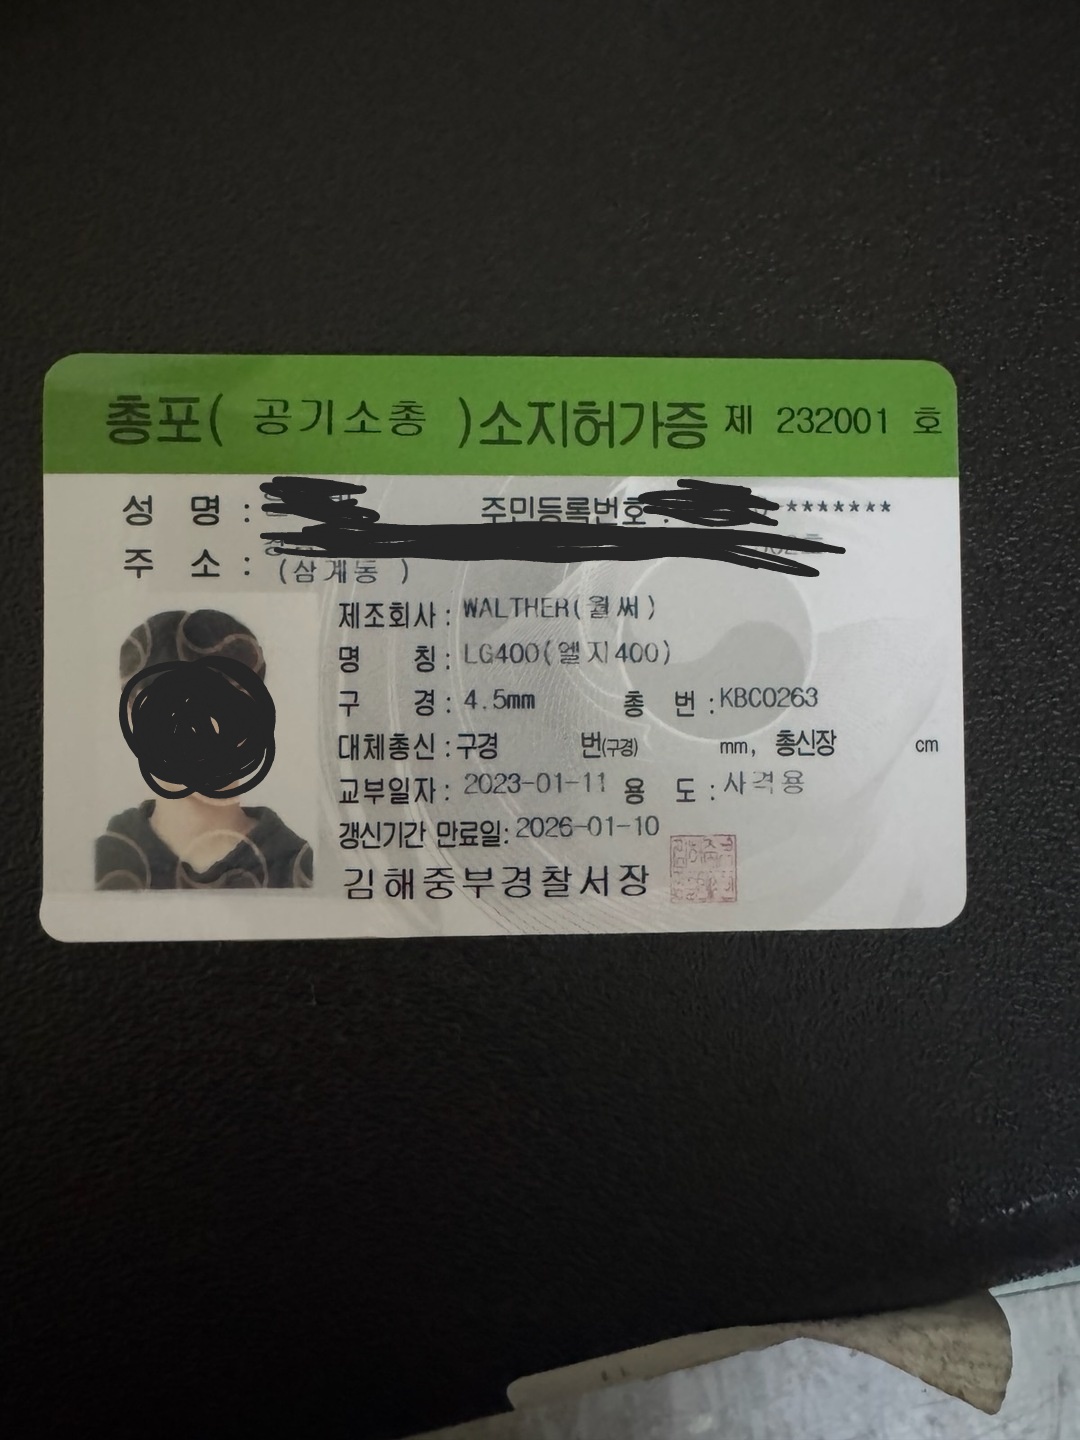 총포( 공기소총 )소지허가증 제 232001 호
성 명 : 주민등록번호 : *******
주 소 :
(삼계동 )
제조회사 : WALTHER(월써)
명 칭 : LG400(엘지400)
구 경 : 4.5mm 총 번 : KBC0263
대체총신 : 구경 번(구경) mm, 총신장 cm
교부일자 : 2023-01-11 용 도 : 사격용
갱신기간 만료일: 2026-01-10
김해중부경찰서장